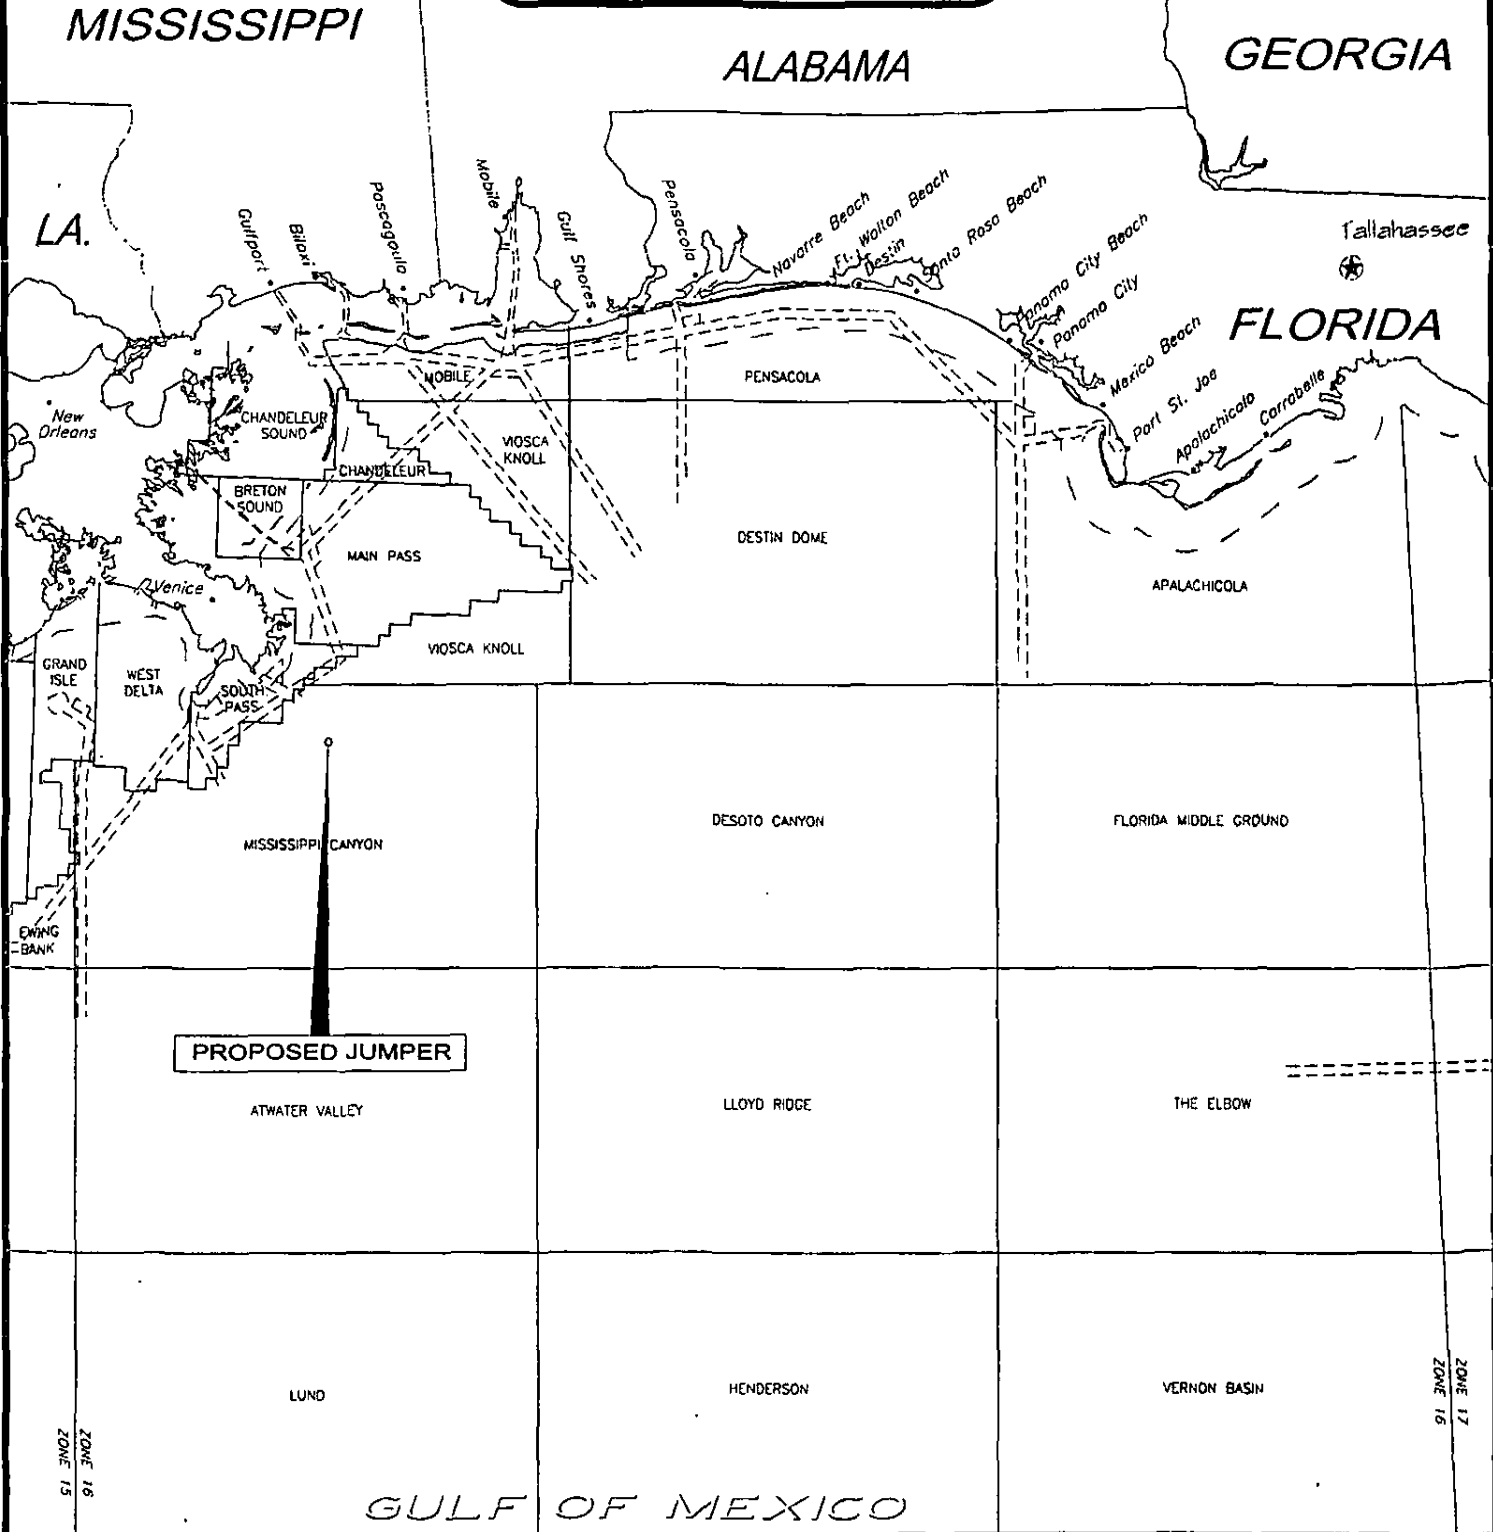 MISSISSIPPI
ALABAMA
GEORGIA
LA.
Gulfport
Biloxi
Pascagoula
Mobile
Gulf Shores
Pensacola
Navarre Beach
Ft. Walton Beach
Destin
Santa Rosa Beach
Panama City Beach
Panama City
Mexico Beach
Port St. Joe
Apalachicola
Carrabelle
Tallahassee
FLORIDA
New
Orleans
MOBILE
PENSACOLA
CHANDELEUR
SOUND
VIOSCA
KNOLL
CHANDELEUR
BRETON
SOUND
MAIN PASS
DESTIN DOME
APALACHICOLA
Venice
VIOSCA KNOLL
GRAND
ISLE
WEST
DELTA
SOUTH
PASS
MISSISSIPPI CANYON
DESOTO CANYON
FLORIDA MIDDLE GROUND
EWING
BANK
PROPOSED JUMPER
ATWATER VALLEY
LLOYD RIDGE
THE ELBOW
LUND
HENDERSON
VERNON BASIN
ZONE 15
ZONE 16
ZONE 16
ZONE 17
GULF OF MEXICO